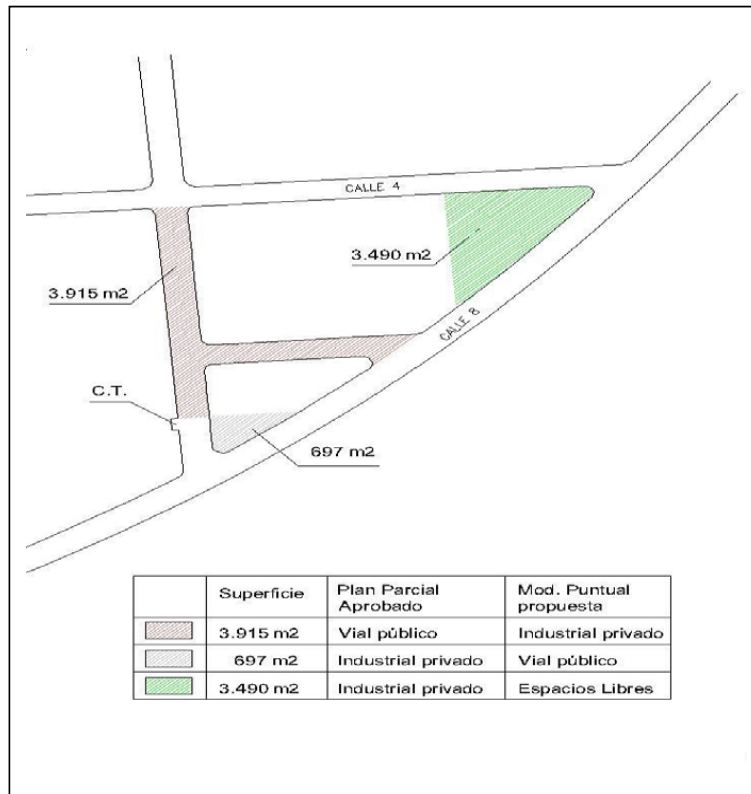 CALLE 4
3.490 m2
3.915 m2
CALLE 8
C.T.
697 m2
Superficie Plan Parcial Aprobado Mod. Puntual propuesta
3.915 m2 Vial público Industrial privado
697 m2 Industrial privado Vial público
3.490 m2 Industrial privado Espacios Libres